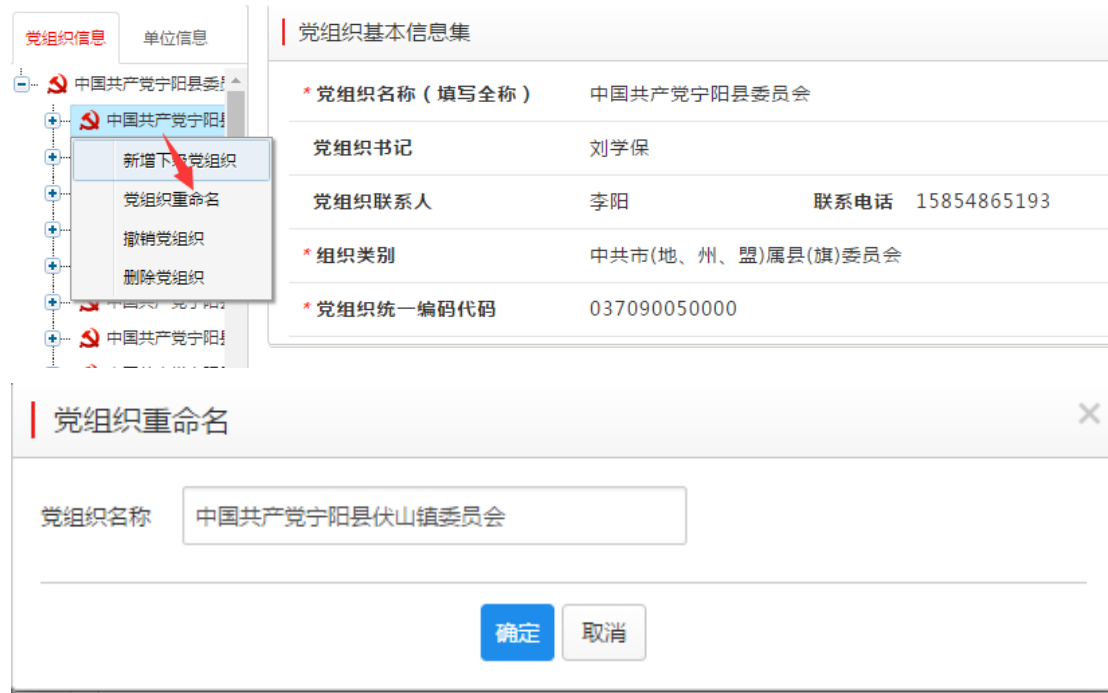 党组织信息 单位信息
中国共产党宁阳县委
中国共产党宁阳
新增下级党组织
党组织重命名
撤销党组织
删除党组织
中国共产党宁阳
中国共产党宁阳
党组织基本信息集
* 党组织名称（填写全称） 中国共产党宁阳县委员会
党组织书记 刘学保
党组织联系人 李阳 联系电话 15854865193
* 组织类别 中共市(地、州、盟)属县(旗)委员会
* 党组织统一编码代码 037090050000
党组织重命名
党组织名称 中国共产党宁阳县伏山镇委员会
确定 取消